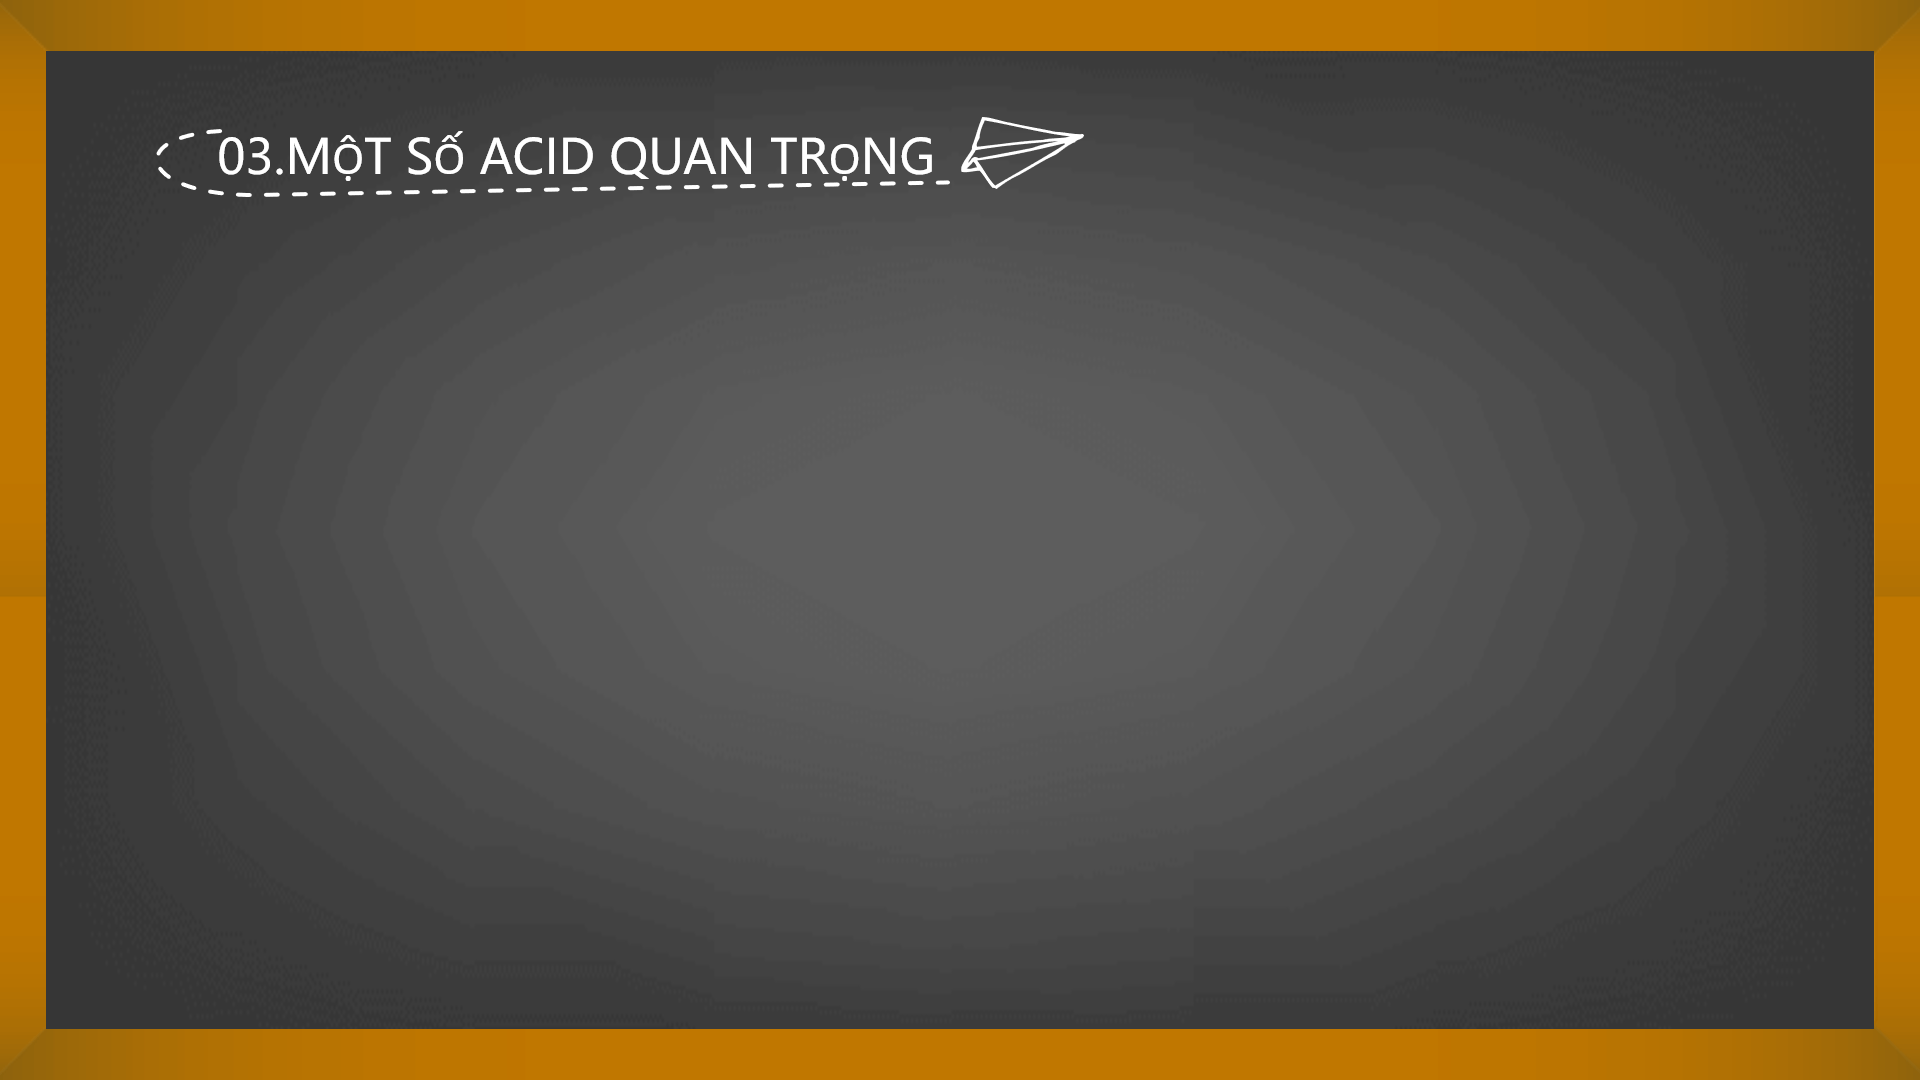 03.MộT Số ACID QUAN TRọNG